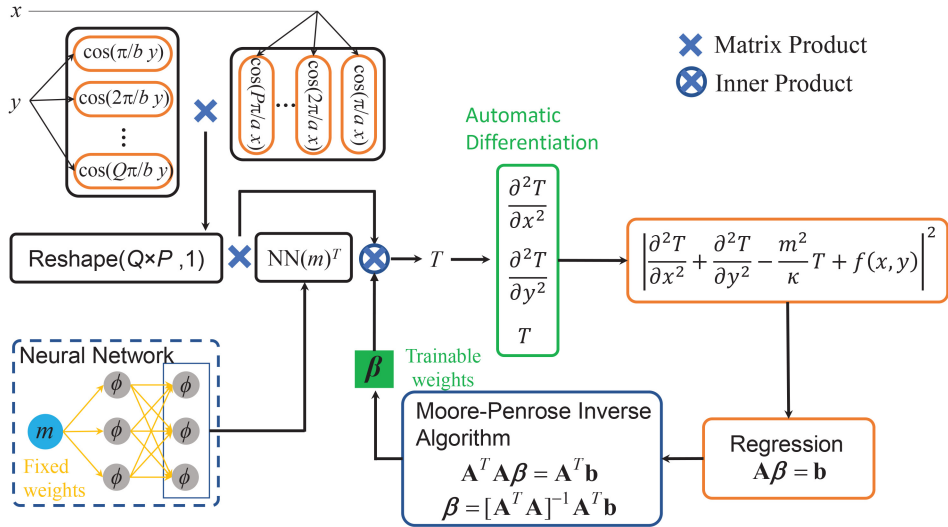 x
y
cos(π/b y)
cos(2π/b y)
⋮
cos(Qπ/b y)
cos(Pπ/a x)
...
cos(2π/a x)
cos(π/a x)
Matrix Product
Inner Product
Reshape(Q×P ,1)
NN(m)^T
T
Automatic
Differentiation
∂²T/∂x²
∂²T/∂y²
T
|∂²T/∂x² + ∂²T/∂y² − m²/κ T + f(x, y)|²
Neural Network
m
ϕ ϕ
ϕ ϕ
ϕ ϕ
Fixed
weights
β
Trainable
weights
Moore-Penrose Inverse
Algorithm
A^T Aβ = A^T b
β = [A^T A]^{-1} A^T b
Regression
Aβ = b